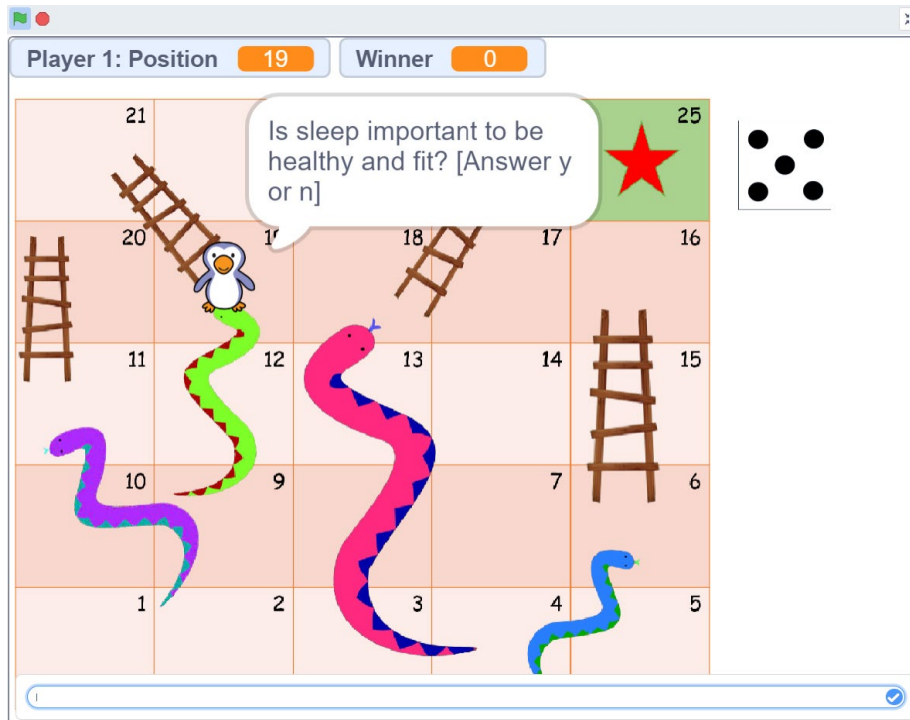 Player 1: Position 19 Winner 0
21 25
Is sleep important to be
healthy and fit? [Answer y
or n]
20 18 17 16
11 12 13 14 15
10 9 7 6
1 2 3 4 5